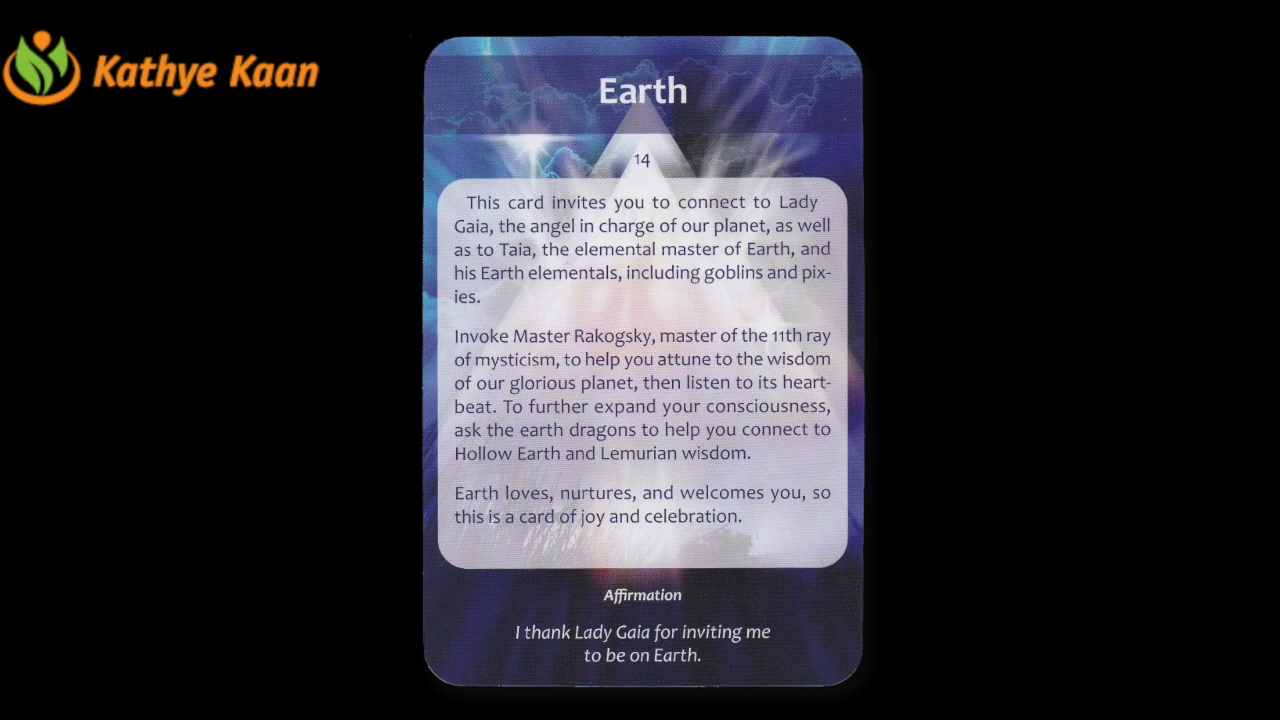 Kathye Kaan
Earth
14
This card invites you to connect to Lady
Gaia, the angel in charge of our planet, as well
as to Taia, the elemental master of Earth, and
his Earth elementals, including goblins and pix-
ies.
Invoke Master Rakogsky, master of the 11th ray
of mysticism, to help you attune to the wisdom
of our glorious planet, then listen to its heart-
beat. To further expand your consciousness,
ask the earth dragons to help you connect to
Hollow Earth and Lemurian wisdom.
Earth loves, nurtures, and welcomes you, so
this is a card of joy and celebration.
Affirmation
I thank Lady Gaia for inviting me
to be on Earth.